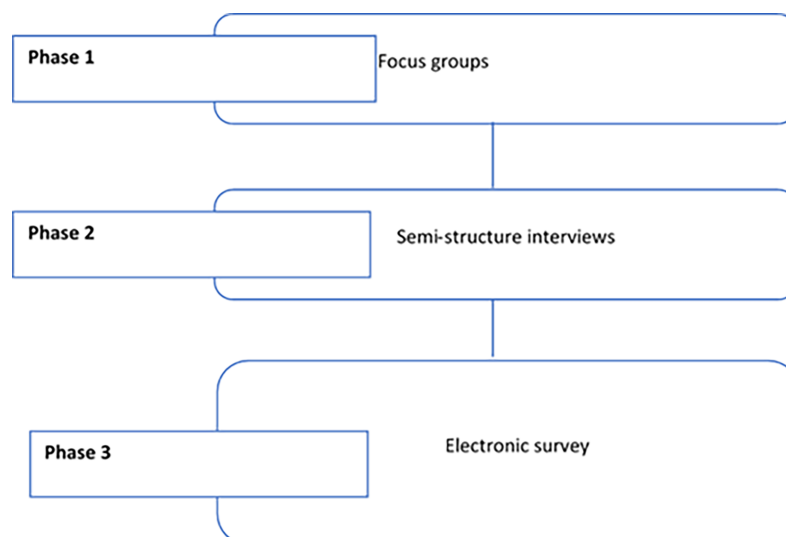 Phase 1
Focus groups
Phase 2
Semi-structure interviews
Phase 3
Electronic survey